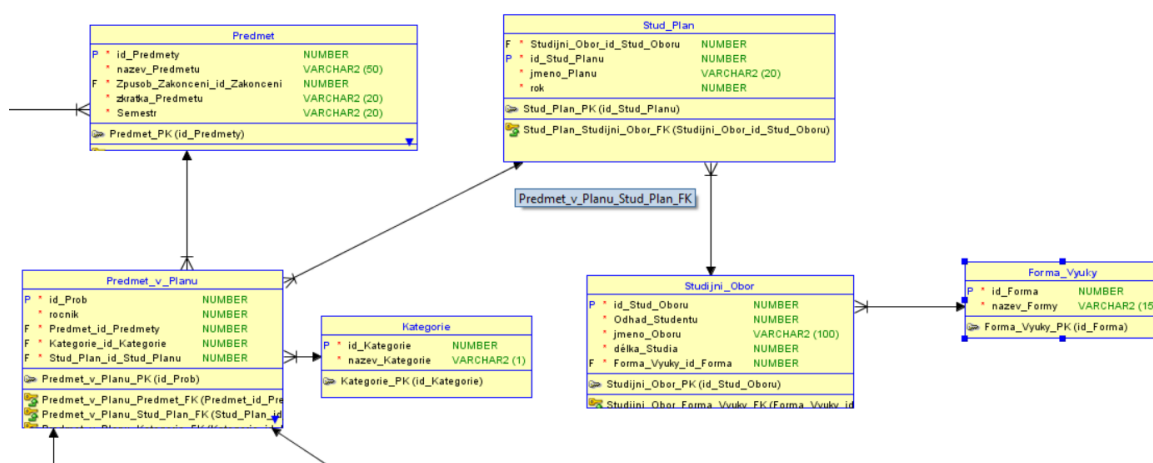 Predmet
P * id_Predmety NUMBER
* nazev_Predmetu VARCHAR2 (50)
F * Zpusob_Zakonceni_id_Zakonceni NUMBER
* zkratka_Predmetu VARCHAR2 (20)
* Semestr VARCHAR2 (20)
Predmet_PK (id_Predmety)
Stud_Plan
F * Studijni_Obor_id_Stud_Oboru NUMBER
P * id_Stud_Planu NUMBER
* jmeno_Planu VARCHAR2 (20)
* rok NUMBER
Stud_Plan_PK (id_Stud_Planu)
Stud_Plan_Studijni_Obor_FK (Studijni_Obor_id_Stud_Oboru)
Predmet_v_Planu_Stud_Plan_FK
Predmet_v_Planu
P * id_Prob NUMBER
* rocnik NUMBER
F * Predmet_id_Predmety NUMBER
F * Kategorie_id_Kategorie NUMBER
F * Stud_Plan_id_Stud_Planu NUMBER
Predmet_v_Planu_PK (id_Prob)
Predmet_v_Planu_Predmet_FK (Predmet_id_Pre
Predmet_v_Planu_Stud_Plan_FK (Stud_Plan_id
Kategorie
P * id_Kategorie NUMBER
* nazev_Kategorie VARCHAR2 (1)
Kategorie_PK (id_Kategorie)
Studijni_Obor
P * id_Stud_Oboru NUMBER
* Odhad_Studentu NUMBER
* jmeno_Oboru VARCHAR2 (100)
* délka_Studia NUMBER
F * Forma_Vyuky_id_Forma NUMBER
Studijni_Obor_PK (id_Stud_Oboru)
Studijni_Obor_Forma_Vyuky_FK (Forma_Vyuky_id
Forma_Vyuky
P * id_Forma NUMBER
* nazev_Formy VARCHAR2 (15
Forma_Vyuky_PK (id_Forma)